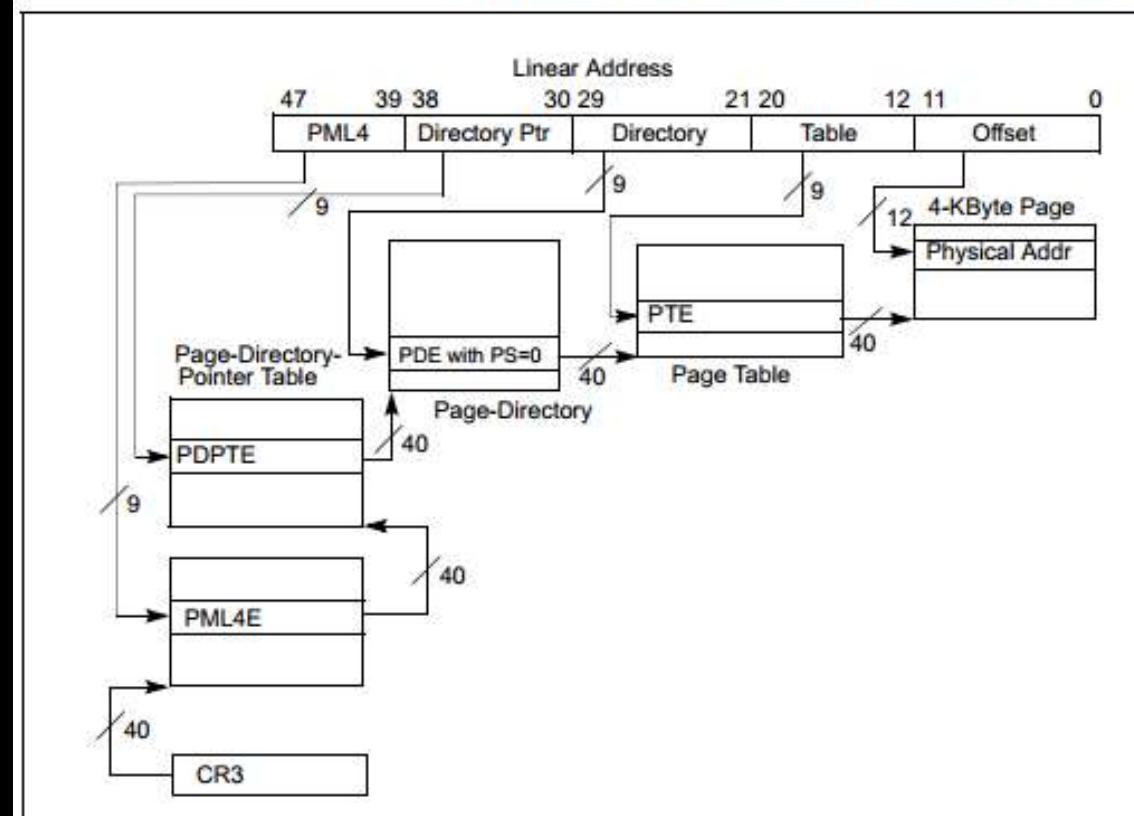 Linear Address
47 39 38 30 29 21 20 12 11 0
PML4 Directory Ptr Directory Table Offset
9 9 9
12 4-KByte Page
Physical Addr
PTE
40
Page-Directory-
Pointer Table
PDE with PS=0
40
Page Table
Page-Directory
40
PDPTE
9
40
PML4E
40
CR3